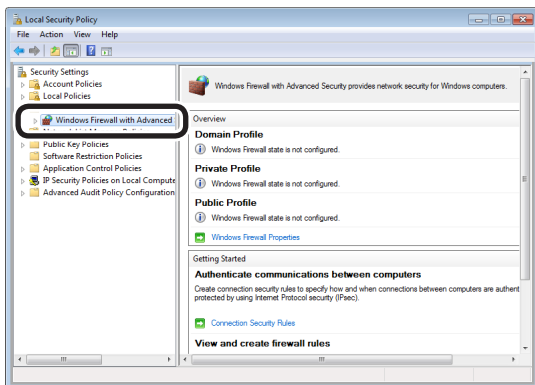 Local Security Policy
File Action View Help
Security Settings
Account Policies
Local Policies
Windows Firewall with Advanced
Public Key Policies
Software Restriction Policies
Application Control Policies
IP Security Policies on Local Compute
Advanced Audit Policy Configuration
Windows Firewall with Advanced Security provides network security for Windows computers.
Overview
Domain Profile
Windows Firewall state is not configured.
Private Profile
Windows Firewall state is not configured.
Public Profile
Windows Firewall state is not configured.
Windows Firewall Properties
Getting Started
Authenticate communications between computers
Create connection security rules to specify how and when connections between computers are authent
protected by using Internet Protocol security (IPsec).
Connection Security Rules
View and create firewall rules